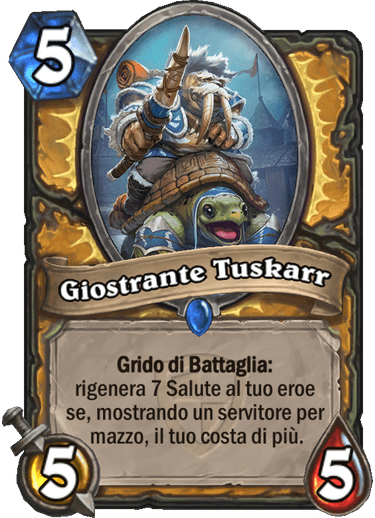 5
Giostrante Tuskarr
Grido di Battaglia:
rigenera 7 Salute al tuo eroe
se, mostrando un servitore per
mazzo, il tuo costa di più.
5
5